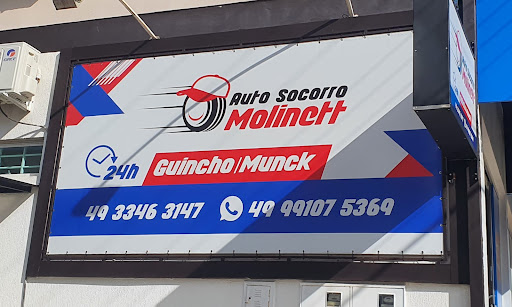 Auto Socorro
Molinett
24h
Guincho/Munck
49 3346 3147
49 99107 5369